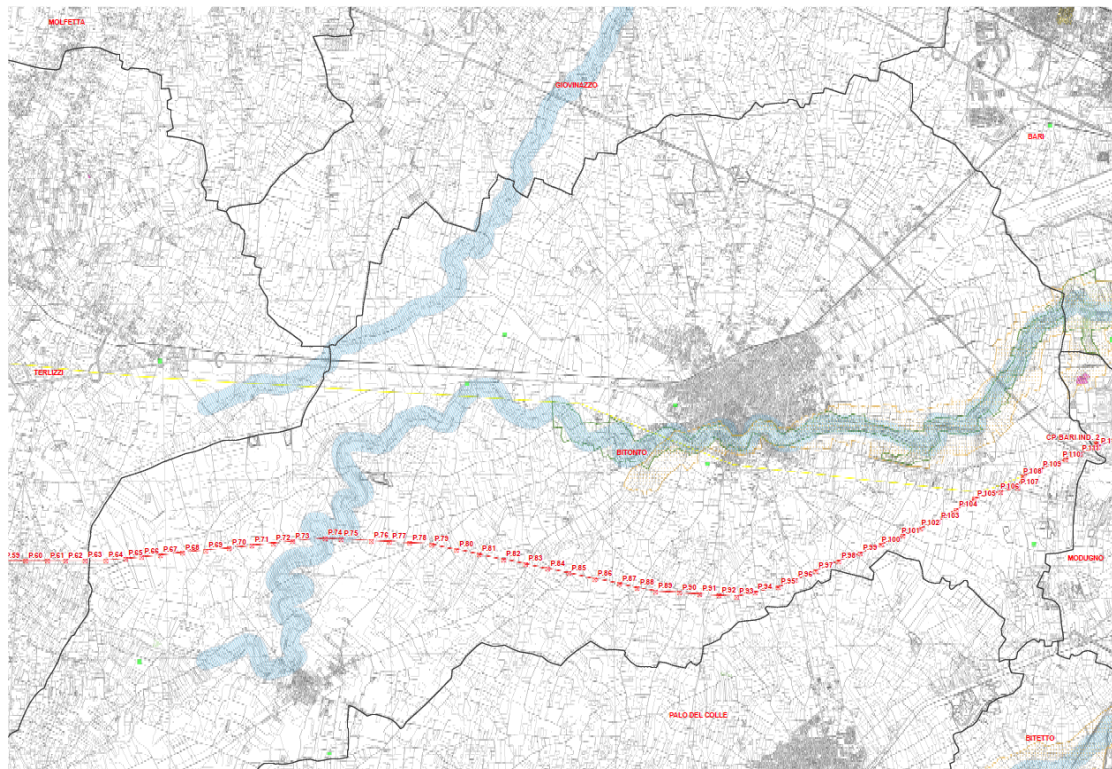 MOLFETTA
GIOVINAZZO
BARI
TERLIZZI
CP. BARI IND. 2
BITONTO
P.59 P.60 P.61 P.62 P.63 P.64 P.65 P.66 P.67 P.68 P.69 P.70 P.71 P.72 P.73 P.74 P.75 P.76 P.77 P.78 P.79 P.80 P.81 P.82 P.83 P.84 P.85 P.86 P.87 P.88 P.89 P.90 P.91 P.92 P.93 P.94 P.95 P.96 P.97 P.98 P.99 P.100 P.101 P.102 P.103 P.104 P.105 P.106 P.107 P.108 P.109 P.110 P.111
MODUGNO
PALO DEL COLLE
BITETTO